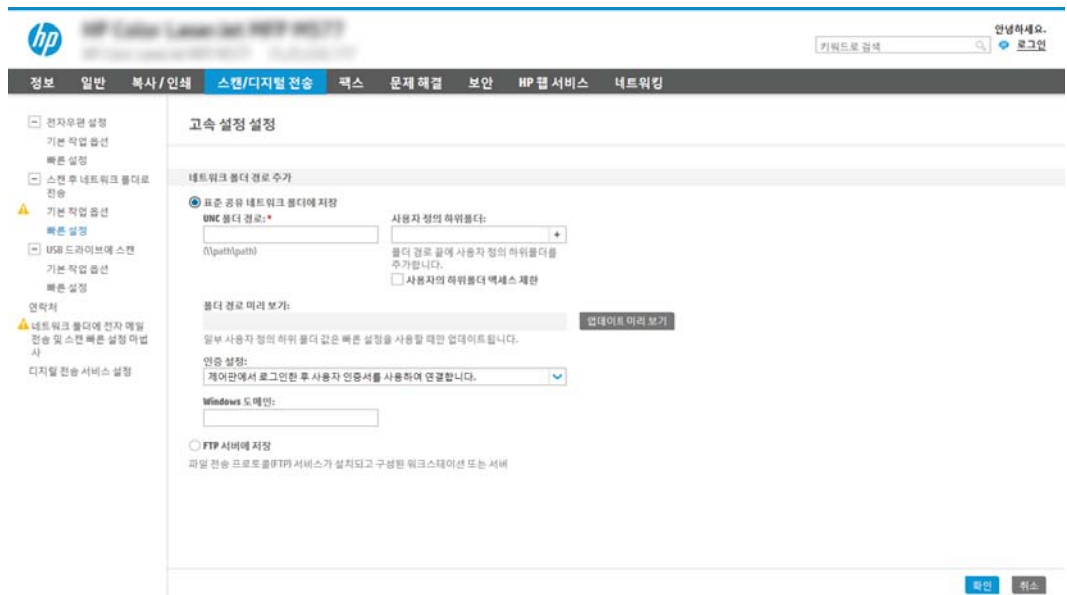 hp
안녕하세요.
키워드로 검색
로그인
정보 일반 복사 / 인쇄 스캔/디지털 전송 팩스 문제 해결 보안 HP 웹 서비스 네트워킹
전자우편 설정
기본 작업 옵션
빠른 설정
스캔 후 네트워크 폴더로
전송
기본 작업 옵션
빠른 설정
USB 드라이브에 스캔
기본 작업 옵션
빠른 설정
연락처
네트워크 폴더에 전자 메일
전송 및 스캔 빠른 설정 마법
사
디지털 전송 서비스 설정
고속 설정 설정
네트워크 폴더 경로 추가
표준 공유 네트워크 폴더에 저장
UNC 폴더 경로:* 사용자 정의 하위폴더:
+
(\\path\path) 폴더 경로 끝에 사용자 정의 하위폴더를
추가합니다.
사용자의 하위폴더 액세스 제한
폴더 경로 미리 보기:
업데이트 미리 보기
일부 사용자 정의 하위 폴더 값은 빠른 설정을 사용할 때만 업데이트됩니다.
인증 설정:
제어판에서 로그인한 후 사용자 인증서를 사용하여 연결합니다.
Windows 도메인:
FTP 서버에 저장
파일 전송 프로토콜(FTP) 서비스가 설치되고 구성된 워크스테이션 또는 서버
확인 취소